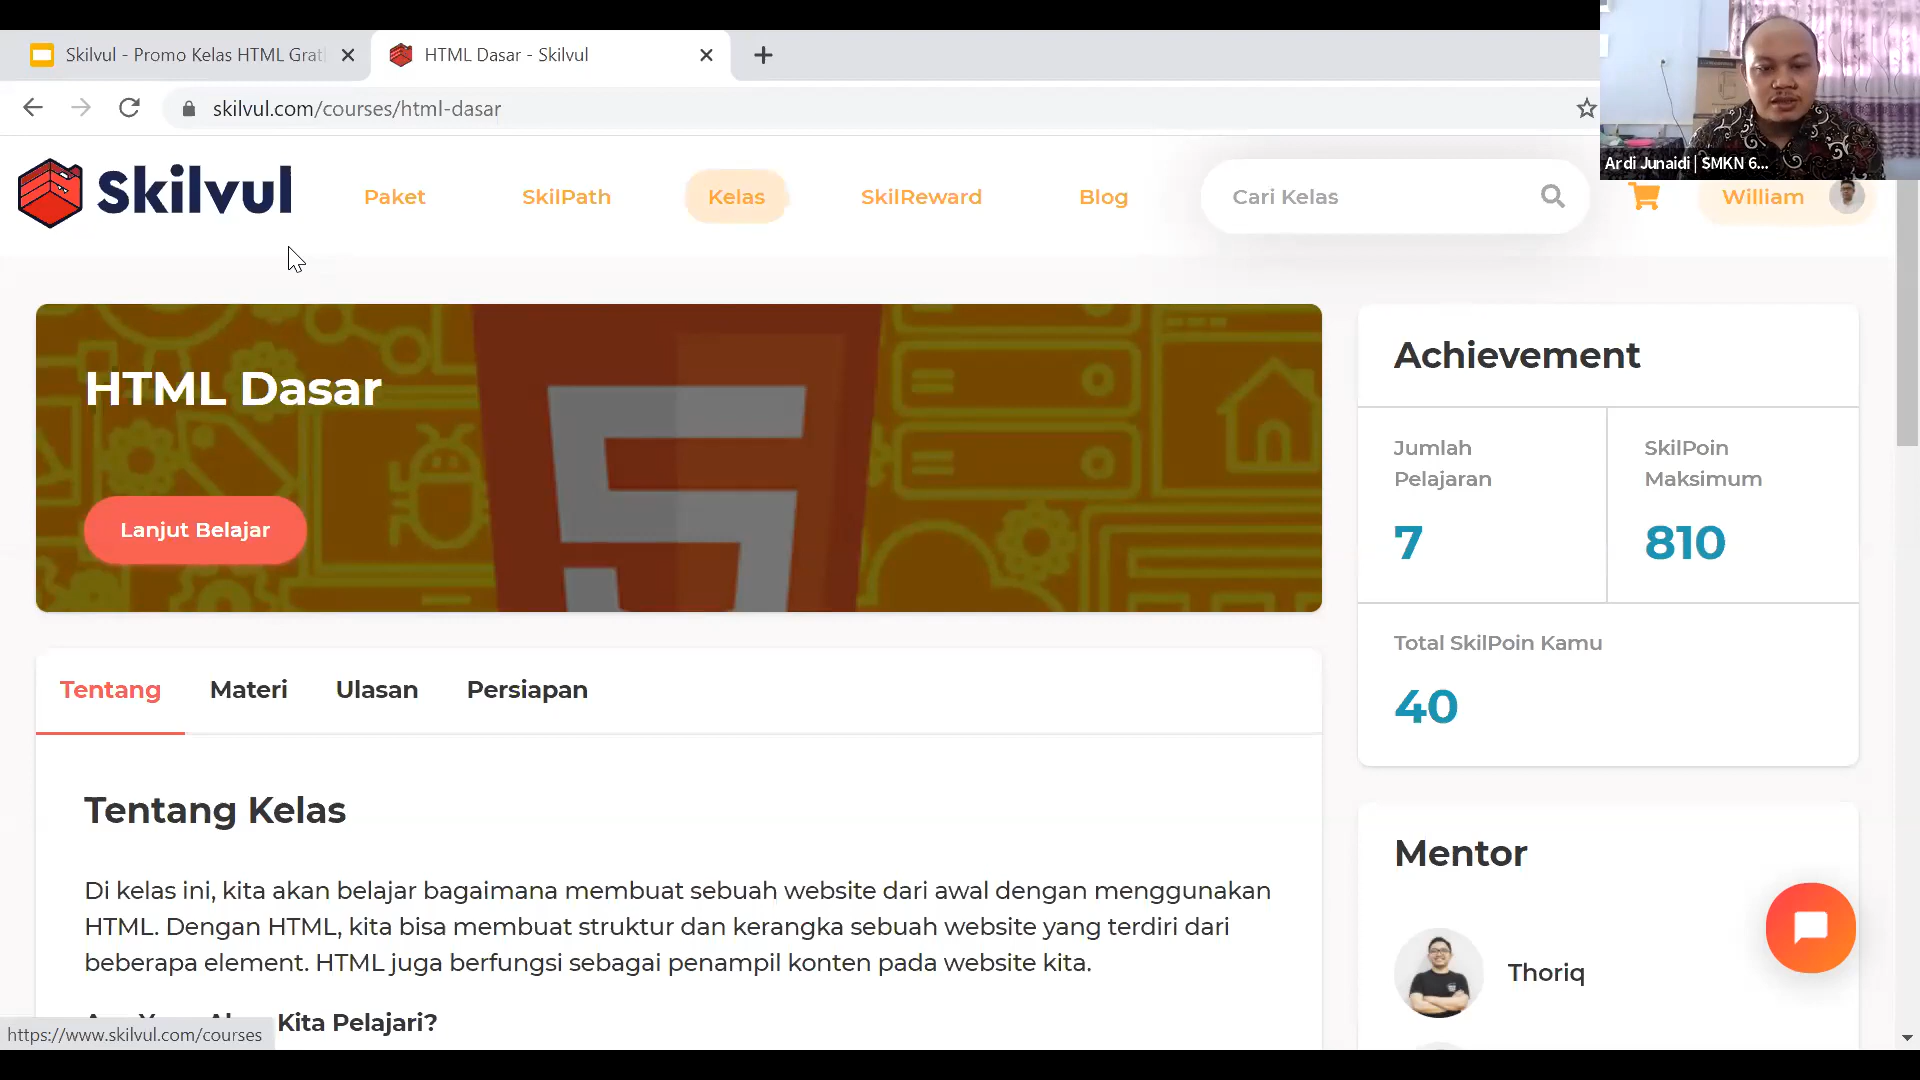 Skilvul - Promo Kelas HTML Grat
HTML Dasar - Skilvul
skilvul.com/courses/html-dasar
Ardi Junaidi | SMKN 6...
Skilvul
Paket
SkilPath
Kelas
SkilReward
Blog
Cari Kelas
William
HTML Dasar
Lanjut Belajar
Achievement
Jumlah
Pelajaran
7
SkilPoin
Maksimum
810
Total SkilPoin Kamu
40
Tentang
Materi
Ulasan
Persiapan
Tentang Kelas
Di kelas ini, kita akan belajar bagaimana membuat sebuah website dari awal dengan menggunakan
HTML. Dengan HTML, kita bisa membuat struktur dan kerangka sebuah website yang terdiri dari
beberapa element. HTML juga berfungsi sebagai penampil konten pada website kita.
Kita Pelajari?
Mentor
Thoriq
https://www.skilvul.com/courses